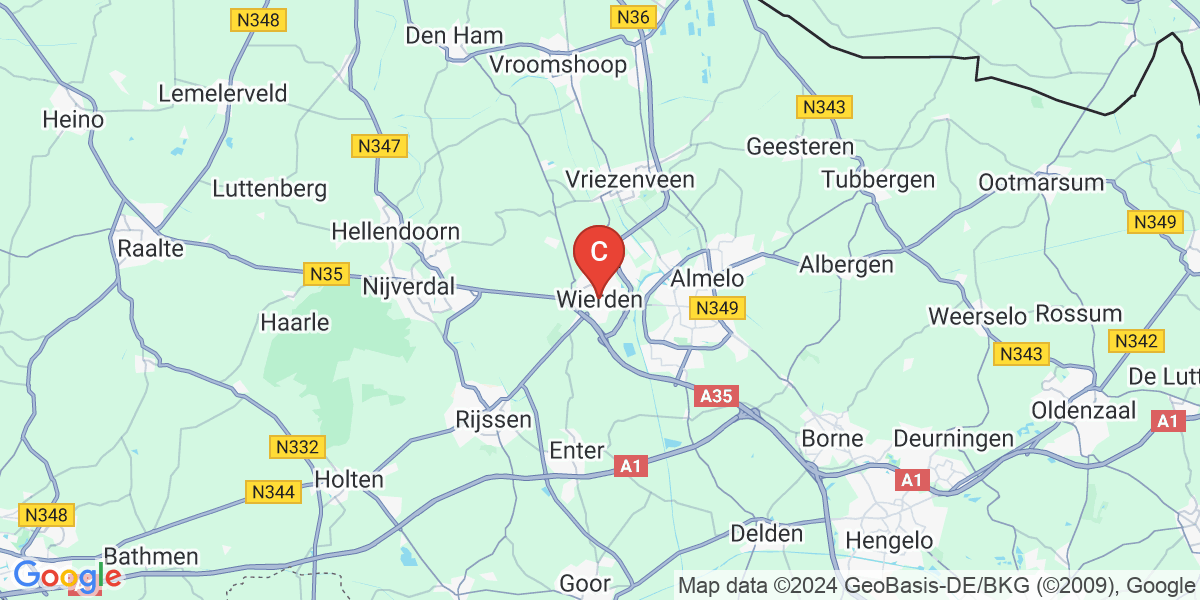 N348
N36
Den Ham
Vroomshoop
Lemelerveld
N343
Heino
N347
Geesteren
Luttenberg
Vriezenveen
Tubbergen
Ootmarsum
N349
Hellendoorn
Raalte
C
N35
Nijverdal
Almelo
Albergen
Wierden
N349
Haarle
Weerselo
Rossum
N342
N343
De Lutt
A35
Oldenzaal
Rijssen
A1
N332
Enter
Borne
Deurningen
A1
Holten
A1
N344
N348
Delden
Hengelo
Bathmen
Google
Goor
Map data ©2024 GeoBasis-DE/BKG (©2009), Google